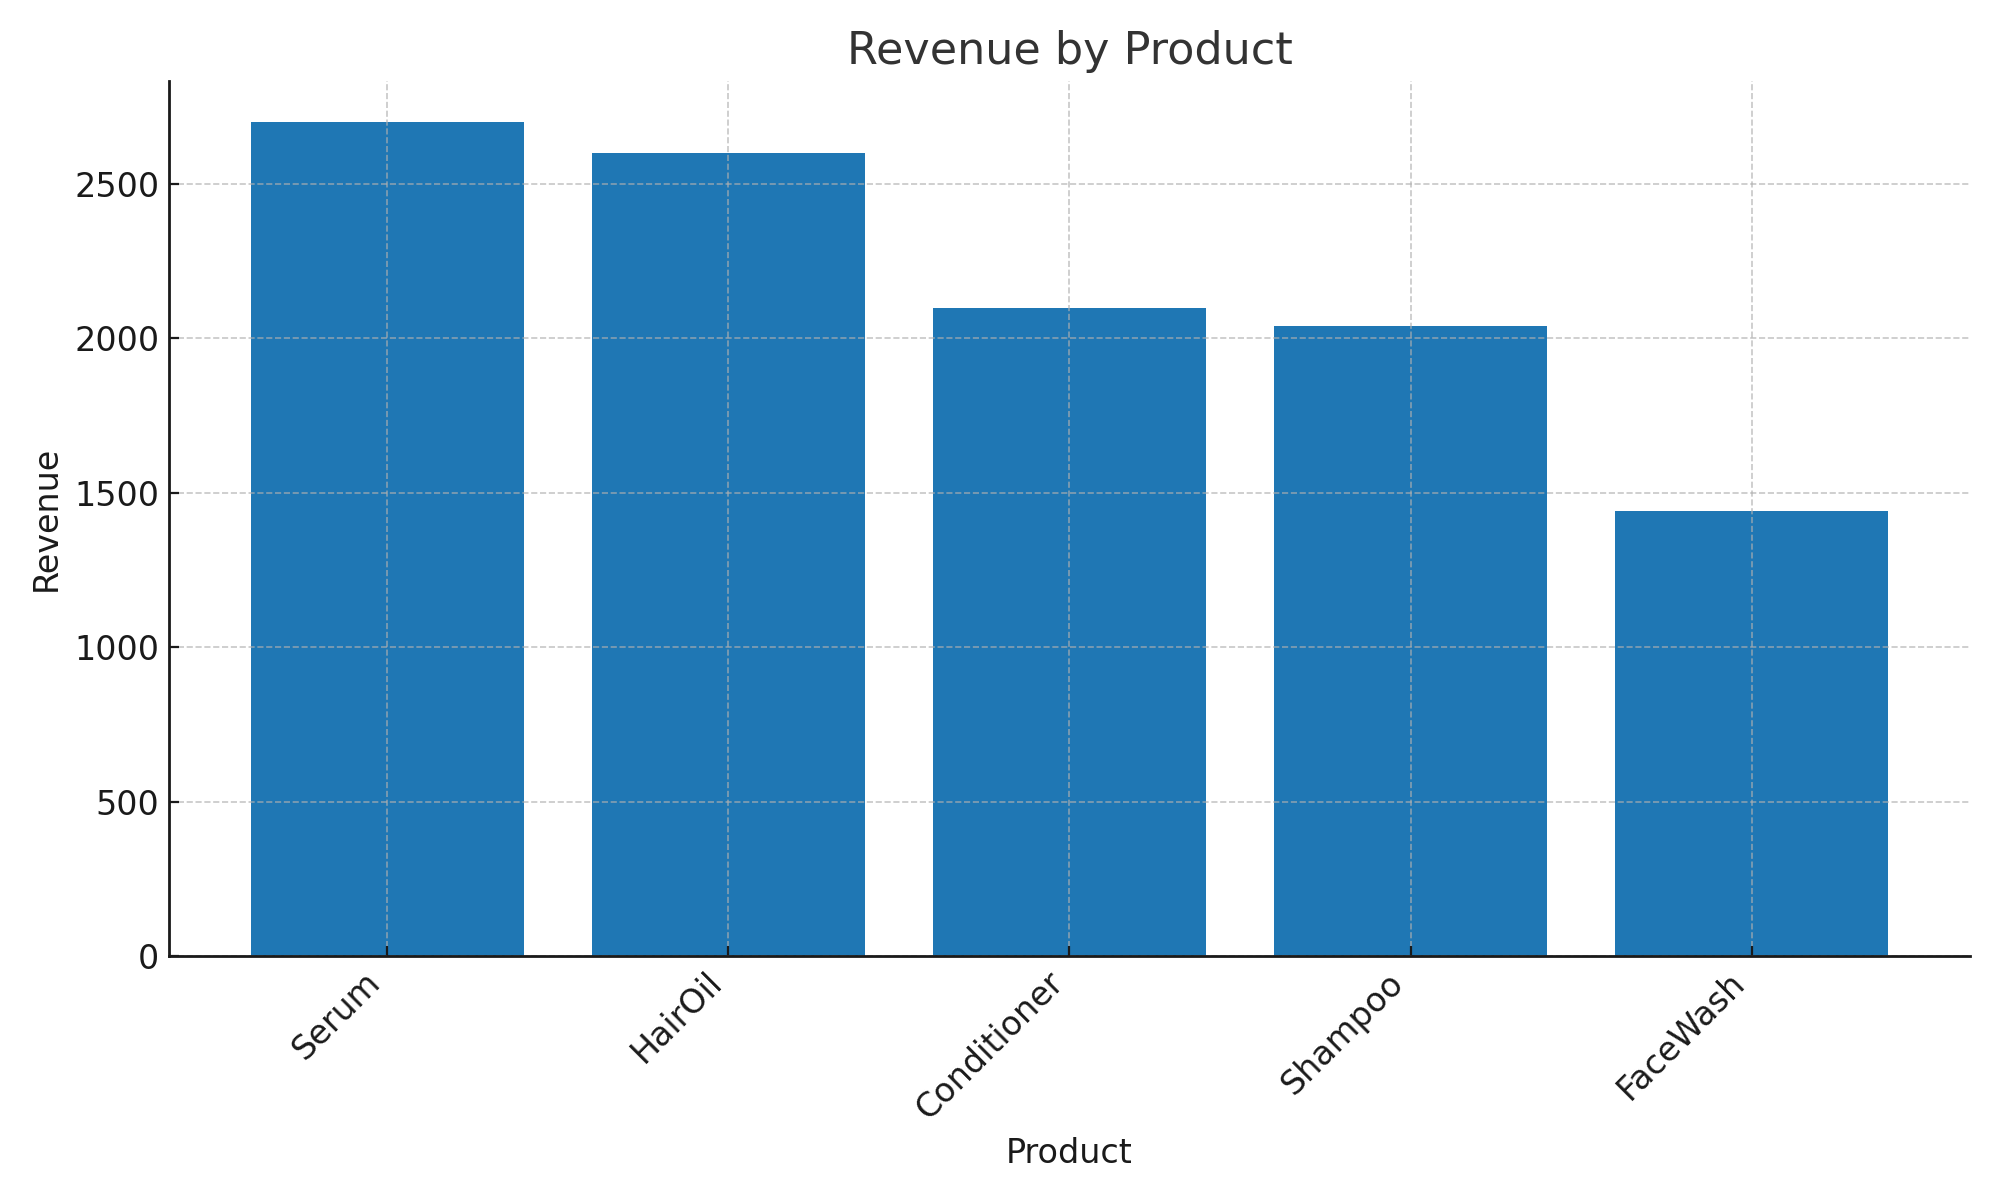 Revenue by Product
Revenue
2500
2000
1500
1000
500
0
Serum
HairOil
Conditioner
Shampoo
FaceWash
Product